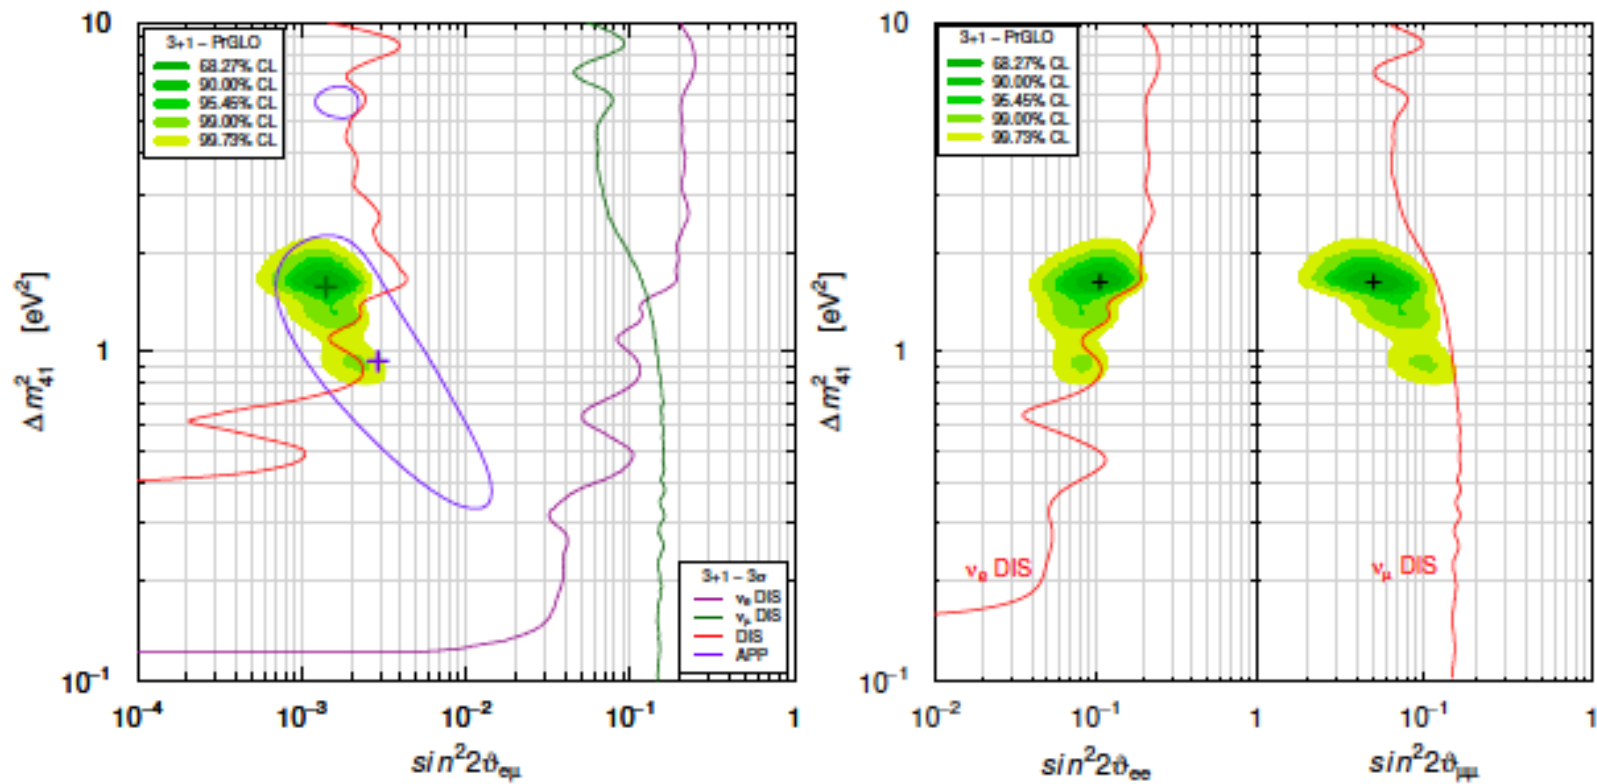 3+1 − PrGLO
68.27% CL
90.00% CL
95.45% CL
99.00% CL
99.73% CL
10
1
10⁻¹
Δm²₄₁ [eV²]
3+1 − 3σ
νe DIS
νμ DIS
DIS
APP
10⁻⁴ 10⁻³ 10⁻² 10⁻¹ 1
sin²2ϑeμ
3+1 − PrGLO
68.27% CL
90.00% CL
95.45% CL
99.00% CL
99.73% CL
10
1
10⁻¹
Δm²₄₁ [eV²]
νe DIS
νμ DIS
10⁻² 10⁻¹ 1 10⁻¹ 1
sin²2ϑee
sin²2ϑμμ